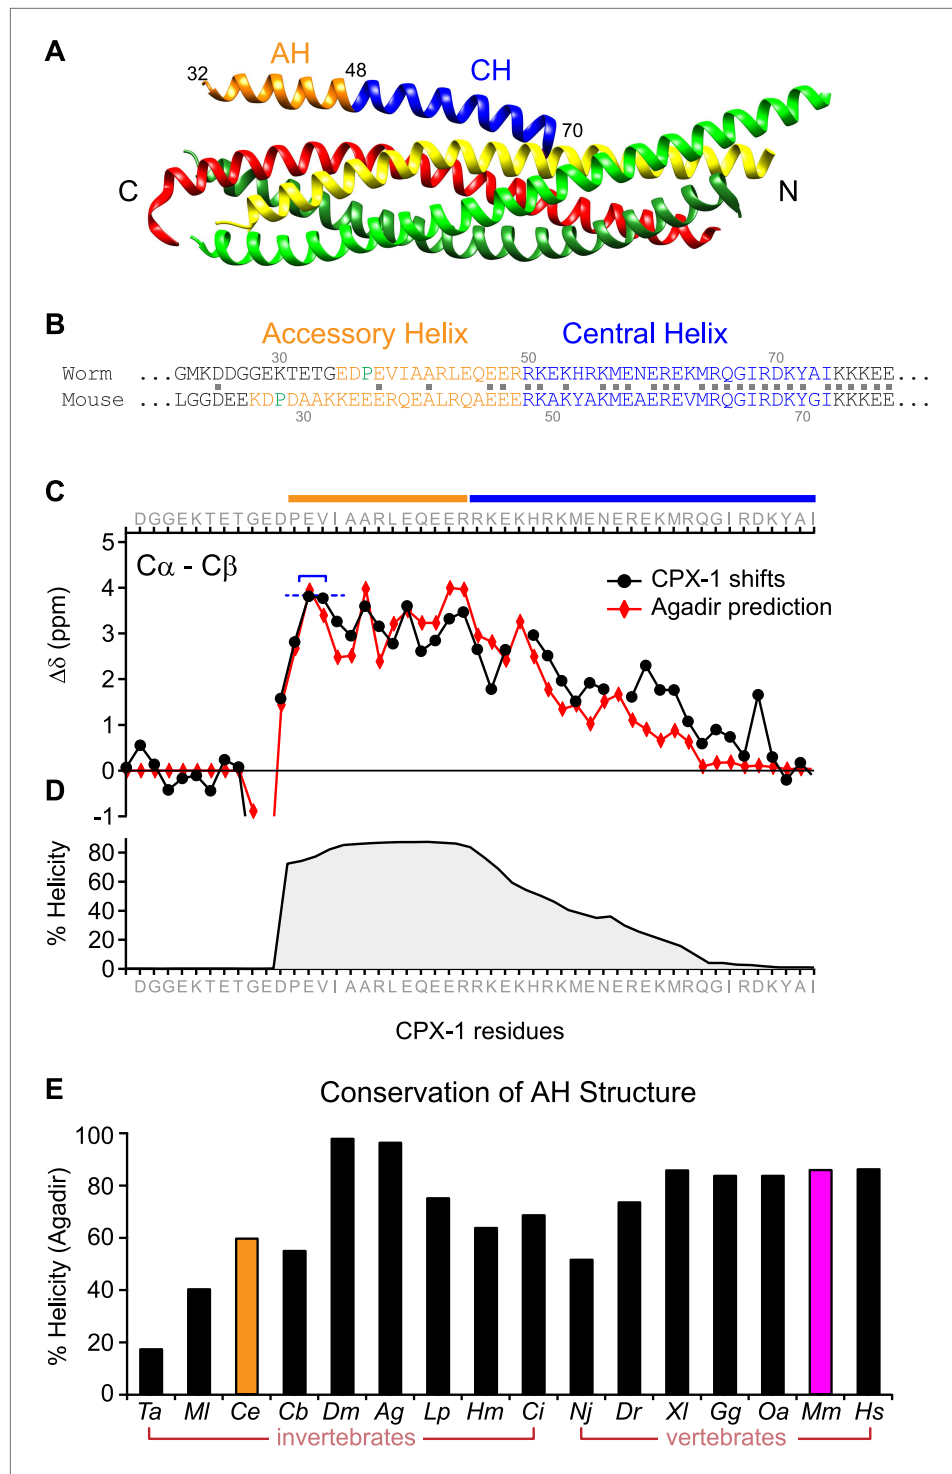 A
AH
CH
32
48
70
C
N
B
Accessory Helix
Central Helix
30
50
70
Worm ...GMKDDGGEKTETGEDPEVIAARLEQEERRKEKHRKMENEREKMRQGIRDKYAIKKKEE...
Mouse ...LGGDEEKDPDAAKKEEERQEALRQAEEERKAKYAKMEAEREVMRQGIRDKYGIKKKEE...
30
50
70
C
DGGEKTETGEDPEVIAARLEQEERRKEKHRKMENEREKMRQGIRDKYAI
Cα - Cβ
CPX-1 shifts
Agadir prediction
Δδ (ppm)
5
4
3
2
1
0
-1
D
% Helicity
80
60
40
20
0
DGGEKTETGEDPEVIAARLEQEERRKEKHRKMENEREKMRQGIRDKYAI
CPX-1 residues
E
Conservation of AH Structure
% Helicity (Agadir)
100
80
60
40
20
0
Ta Ml Ce Cb Dm Ag Lp Hm Ci Nj Dr Xl Gg Oa Mm Hs
invertebrates
vertebrates